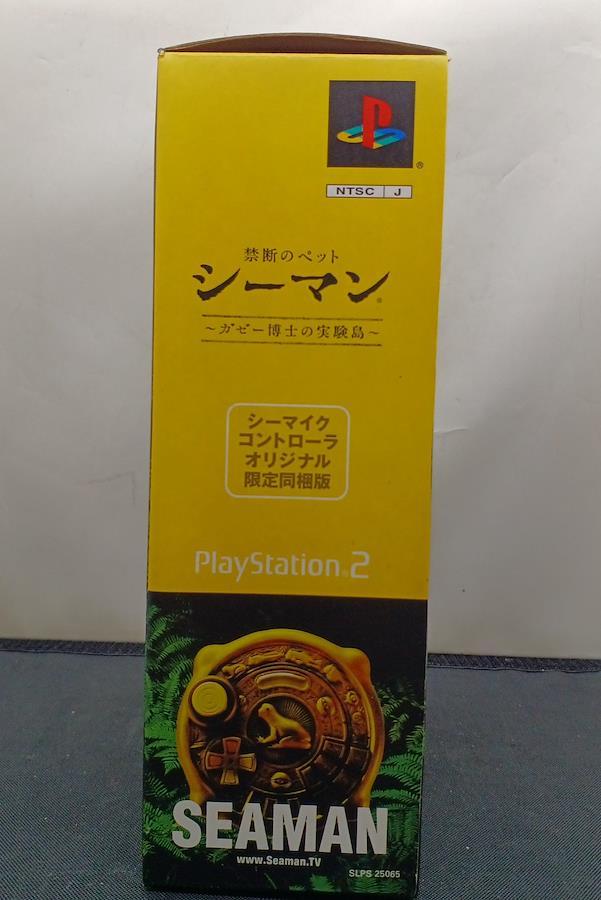 ®
NTSC J
禁断のペット
シーマン®
～ガゼー博士の実験島～
シーマイク
コントローラ
オリジナル
限定同梱版
PlayStation®2
SEAMAN
www.Seaman.TV
SLPS 25065